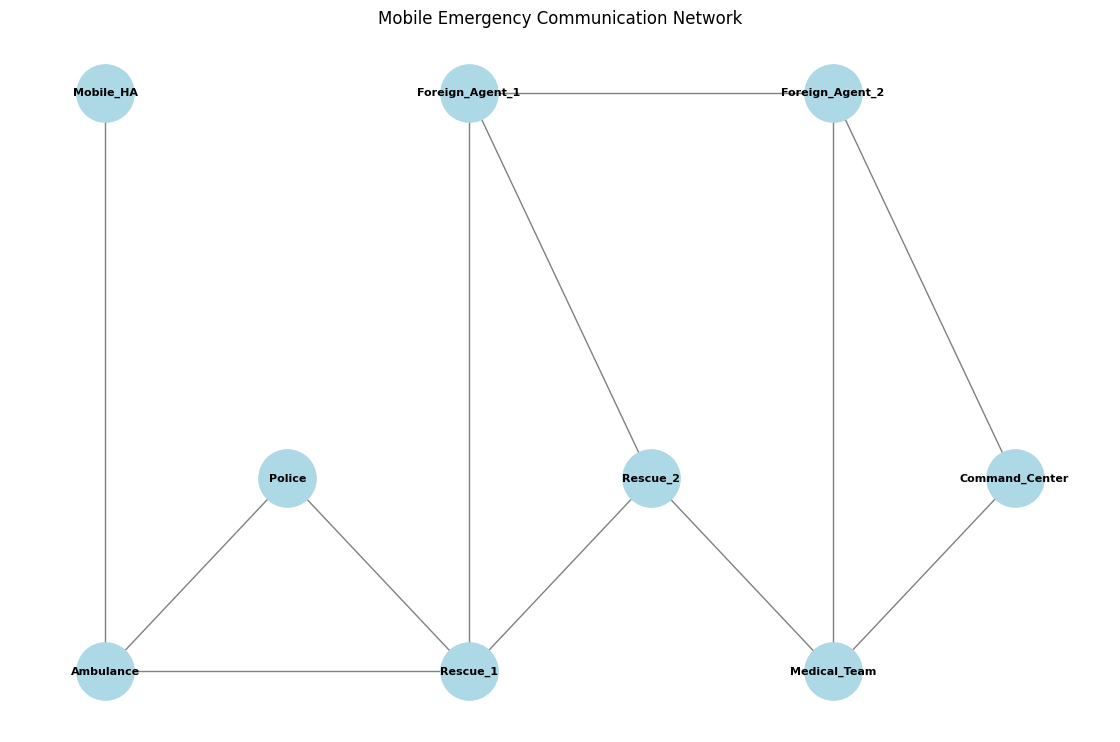 Mobile Emergency Communication Network
Mobile_HA
Foreign_Agent_1
Foreign_Agent_2
Police
Rescue_2
Command_Center
Ambulance
Rescue_1
Medical_Team